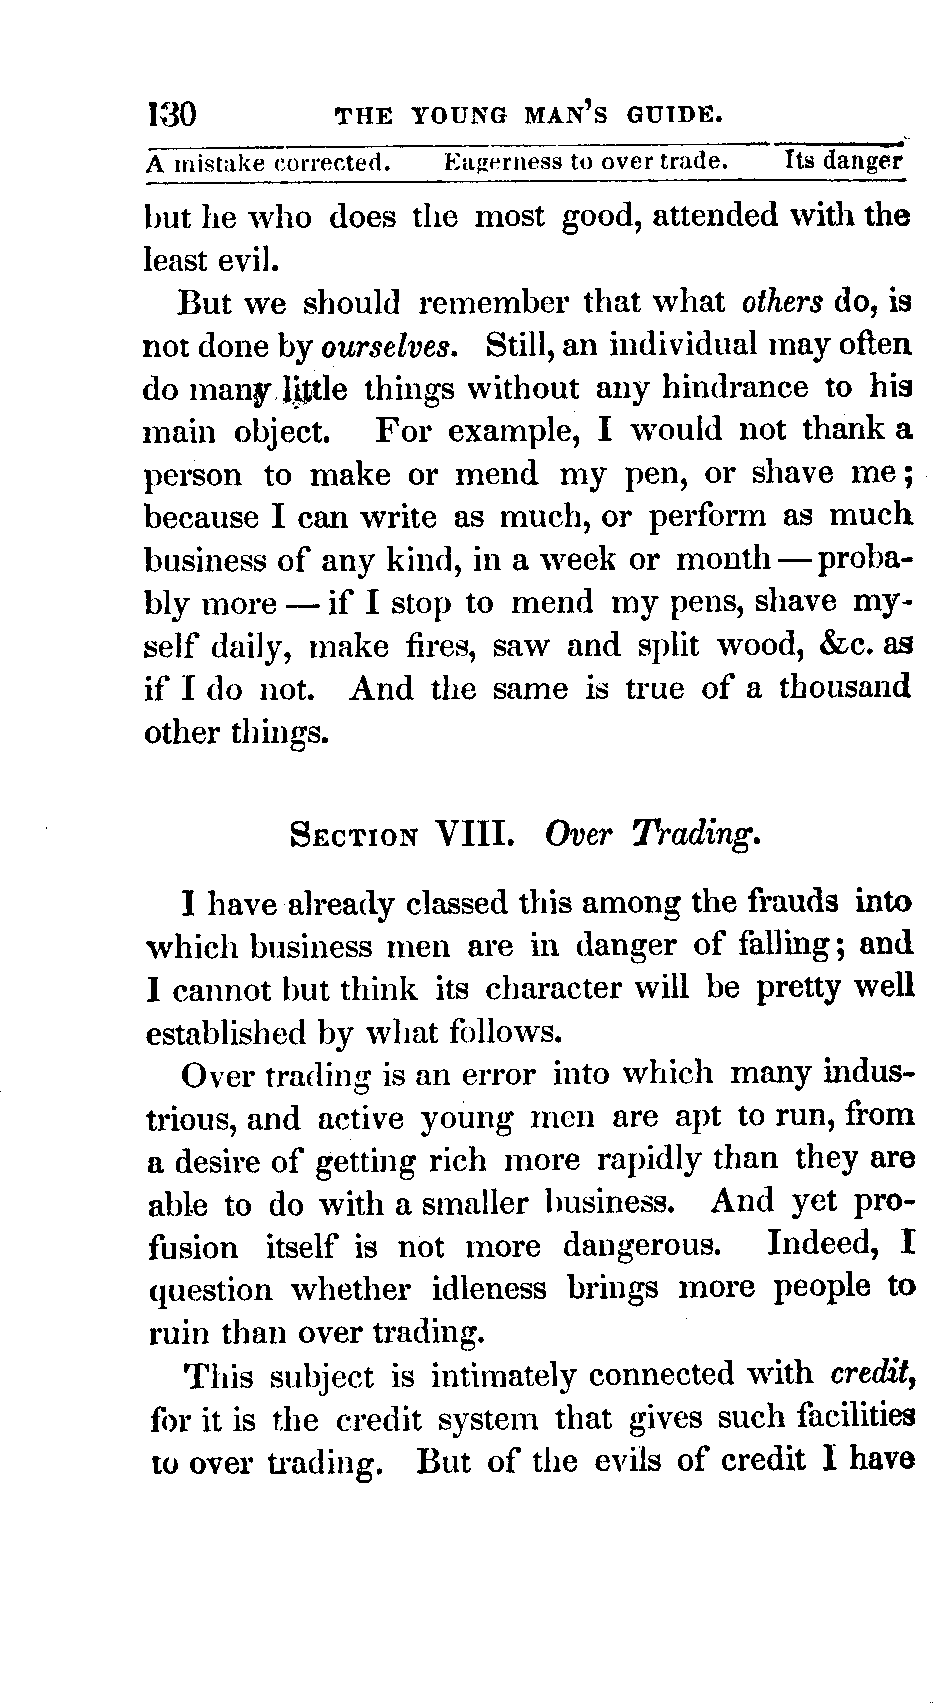 130 THE YOUNG MAN'S GUIDE.
A mistake corrected. Eagerness to over trade. Its danger
but he who does the most good, attended with the
least evil.
But we should remember that what others do, is
not done by ourselves. Still, an individual may often
do many little things without any hindrance to his
main object. For example, I would not thank a
person to make or mend my pen, or shave me;
because I can write as much, or perform as much
business of any kind, in a week or month — proba-
bly more — if I stop to mend my pens, shave my-
self daily, make fires, saw and split wood, &c. as
if I do not. And the same is true of a thousand
other things.
SECTION VIII. Over Trading.
I have already classed this among the frauds into
which business men are in danger of falling; and
I cannot but think its character will be pretty well
established by what follows.
Over trading is an error into which many indus-
trious, and active young men are apt to run, from
a desire of getting rich more rapidly than they are
able to do with a smaller business. And yet pro-
fusion itself is not more dangerous. Indeed, I
question whether idleness brings more people to
ruin than over trading.
This subject is intimately connected with credit,
for it is the credit system that gives such facilities
to over trading. But of the evils of credit I have